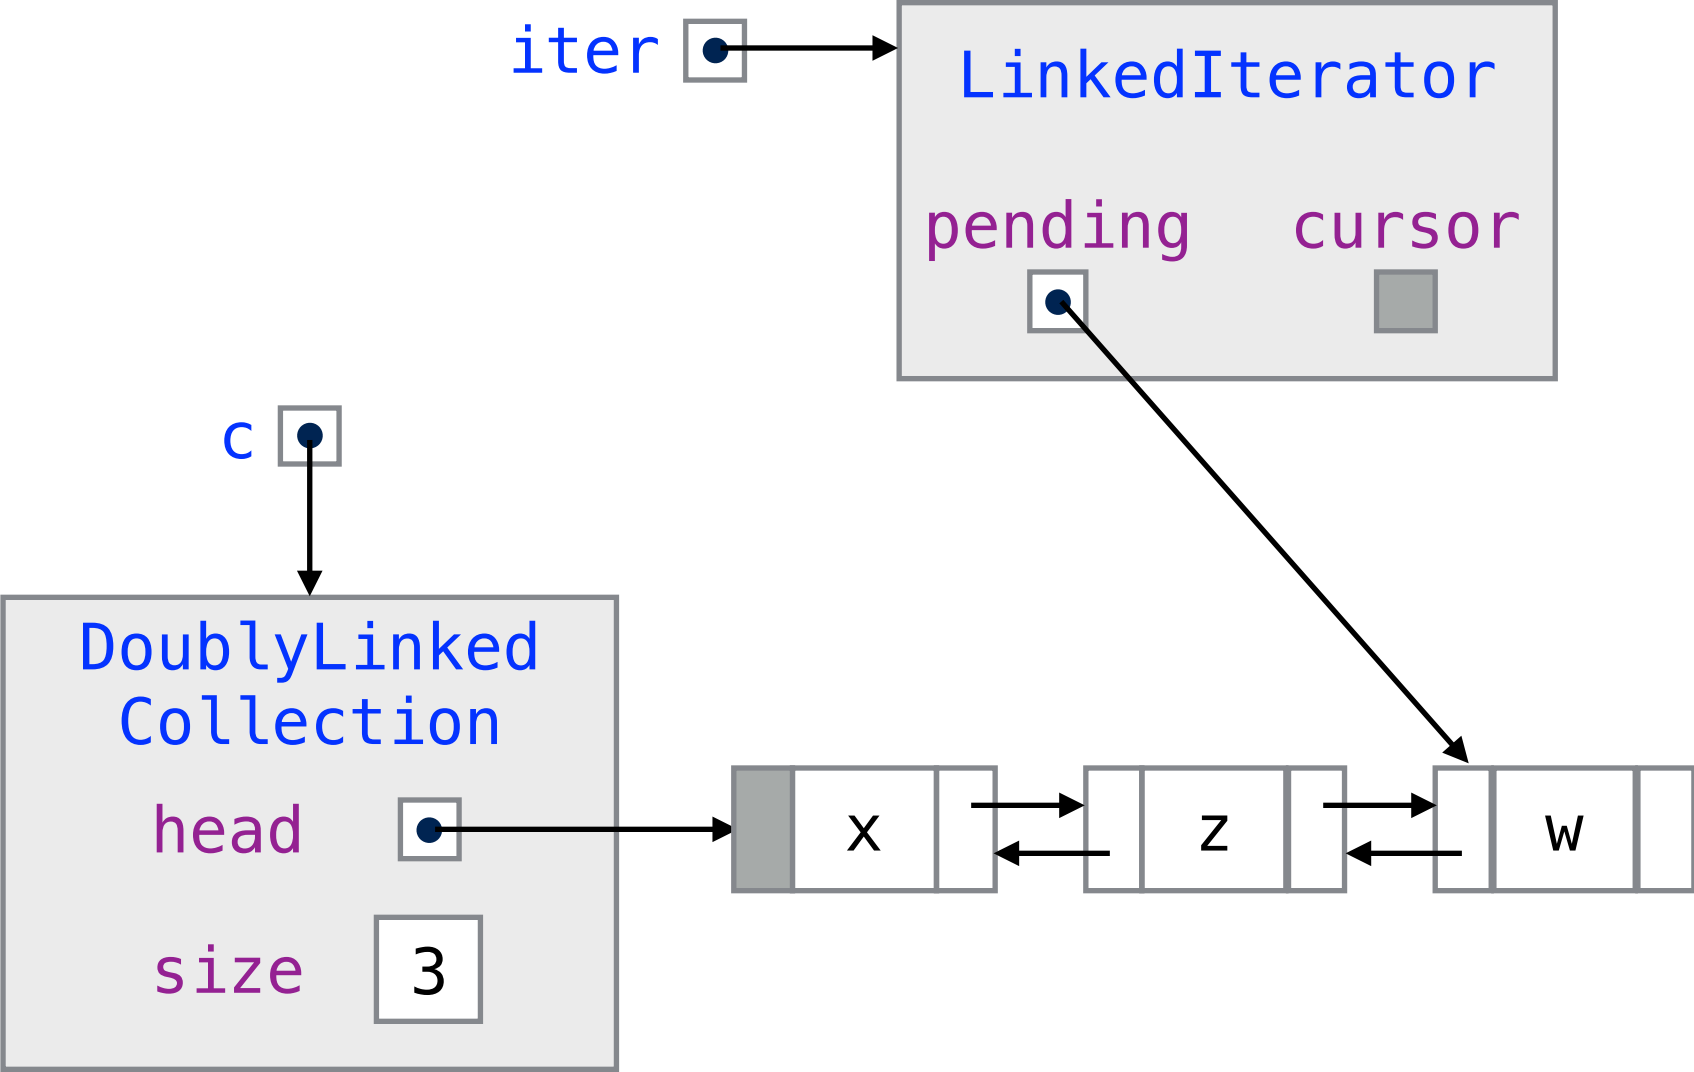 iter
LinkedIterator
pending cursor
c
DoublyLinked
Collection
head
x z w
size 3